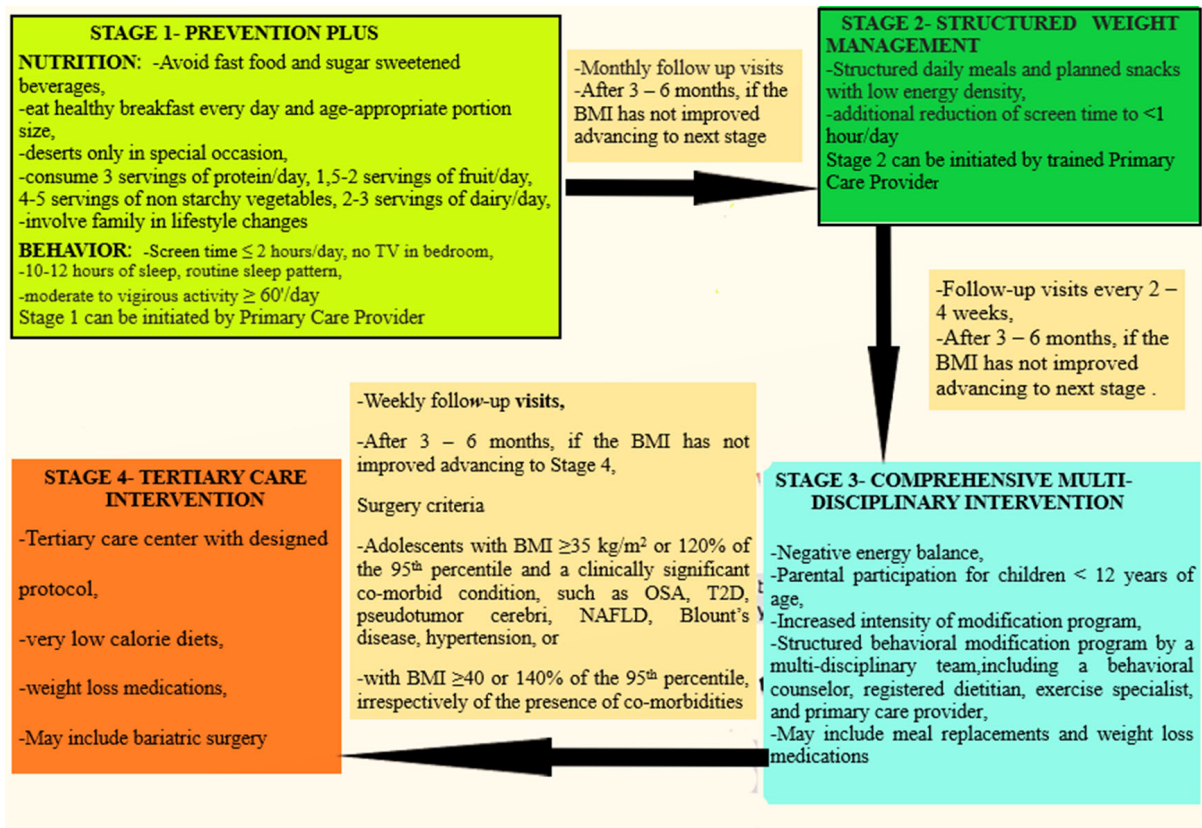 STAGE 1- PREVENTION PLUS
NUTRITION: -Avoid fast food and sugar sweetened
beverages,
-eat healthy breakfast every day and age-appropriate portion
size,
-deserts only in special occasion,
-consume 3 servings of protein/day, 1,5-2 servings of fruit/day,
4-5 servings of non starchy vegetables, 2-3 servings of dairy/day,
-involve family in lifestyle changes
BEHAVIOR: -Screen time ≤ 2 hours/day, no TV in bedroom,
-10-12 hours of sleep, routine sleep pattern,
-moderate to vigirous activity ≥ 60'/day
Stage 1 can be initiated by Primary Care Provider
-Monthly follow up visits
-After 3 – 6 months, if the
BMI has not improved
advancing to next stage
STAGE 2- STRUCTURED WEIGHT
MANAGEMENT
-Structured daily meals and planned snacks
with low energy density,
-additional reduction of screen time to <1
hour/day
Stage 2 can be initiated by trained Primary
Care Provider
-Follow-up visits every 2 –
4 weeks,
-After 3 – 6 months, if the
BMI has not improved
advancing to next stage .
STAGE 3- COMPREHENSIVE MULTI-
DISCIPLINARY INTERVENTION
-Negative energy balance,
-Parental participation for children < 12 years of
age,
-Increased intensity of modification program,
-Structured behavioral modification program by a
multi-disciplinary team,including a behavioral
counselor, registered dietitian, exercise specialist,
and primary care provider,
-May include meal replacements and weight loss
medications
-Weekly follow-up visits,
-After 3 – 6 months, if the BMI has not
improved advancing to Stage 4,
Surgery criteria
-Adolescents with BMI ≥35 kg/m² or 120% of
the 95th percentile and a clinically significant
co-morbid condition, such as OSA, T2D,
pseudotumor cerebri, NAFLD, Blount's
disease, hypertension, or
-with BMI ≥40 or 140% of the 95th percentile,
irrespectively of the presence of co-morbidities
STAGE 4- TERTIARY CARE
INTERVENTION
-Tertiary care center with designed
protocol,
-very low calorie diets,
-weight loss medications,
-May include bariatric surgery